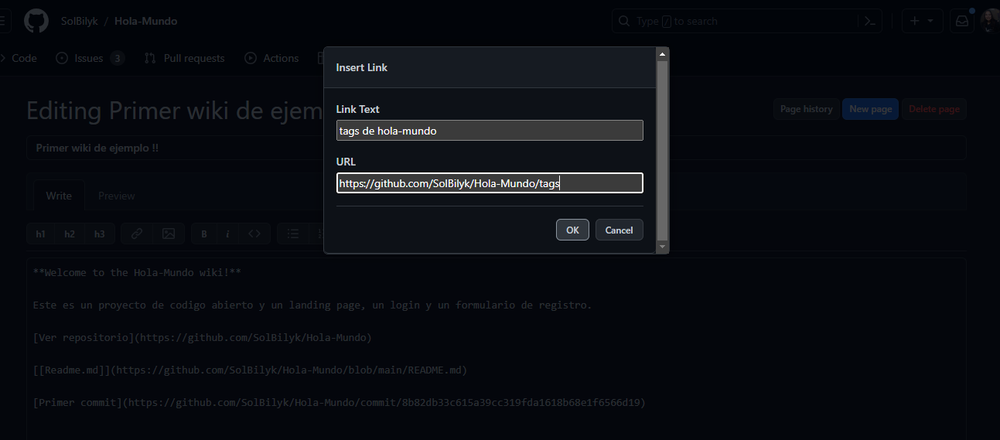 SolBilyk / Hola-Mundo
Type / to search
Code
Issues 3
Pull requests
Actions
Insert Link
Editing Primer wiki de ejem
Page history
New page
Delete page
Link Text
tags de hola-mundo
Primer wiki de ejemplo !!
URL
https://github.com/SolBilyk/Hola-Mundo/tags
Write
Preview
h1 h2 h3 B i <>
OK
Cancel
**Welcome to the Hola-Mundo wiki!**
Este es un proyecto de codigo abierto y un landing page, un login y un formulario de registro.
[Ver repositorio](https://github.com/SolBilyk/Hola-Mundo)
[[Readme.md]](https://github.com/SolBilyk/Hola-Mundo/blob/main/README.md)
[Primer commit](https://github.com/SolBilyk/Hola-Mundo/commit/8b82db33c615a39cc319fda1618b68e1f6566d19)